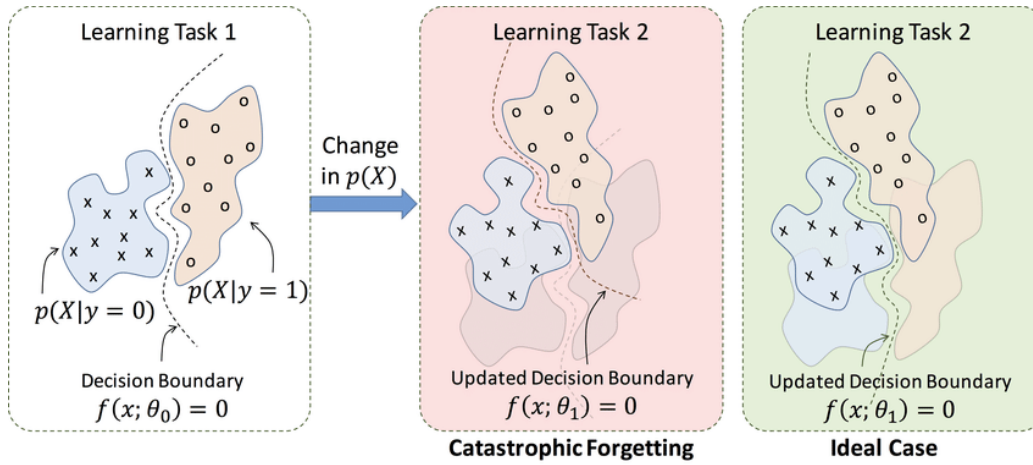 Learning Task 1
p(X|y = 0)
p(X|y = 1)
Decision Boundary
f(x; θ₀) = 0
Change
in p(X)
Learning Task 2
Updated Decision Boundary
f(x; θ₁) = 0
Catastrophic Forgetting
Learning Task 2
Updated Decision Boundary
f(x; θ₁) = 0
Ideal Case